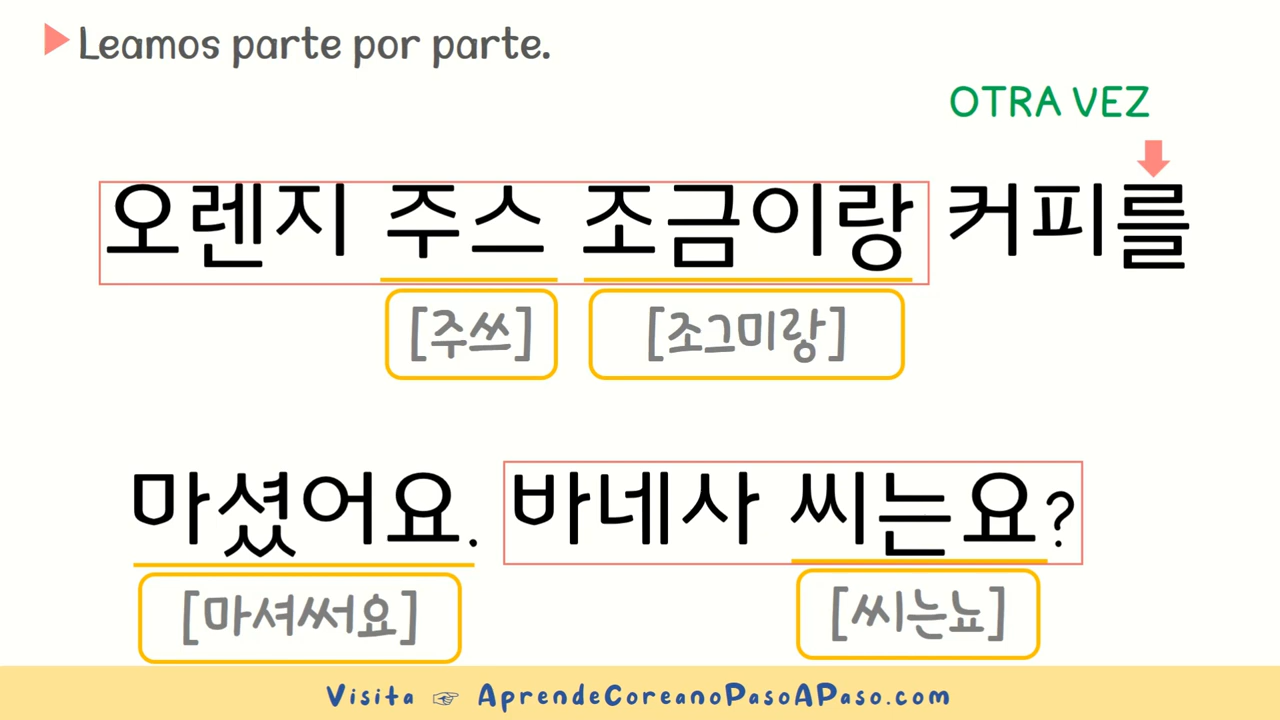 Leamos parte por parte.
OTRA VEZ
오렌지 주스 조금이랑 커피를
[주쓰] [조그미랑]
마셨어요. 바네사 씨는요?
[마셔써요] [씨는뇨]
Visita ☞ AprendeCoreanoPasoAPaso.com